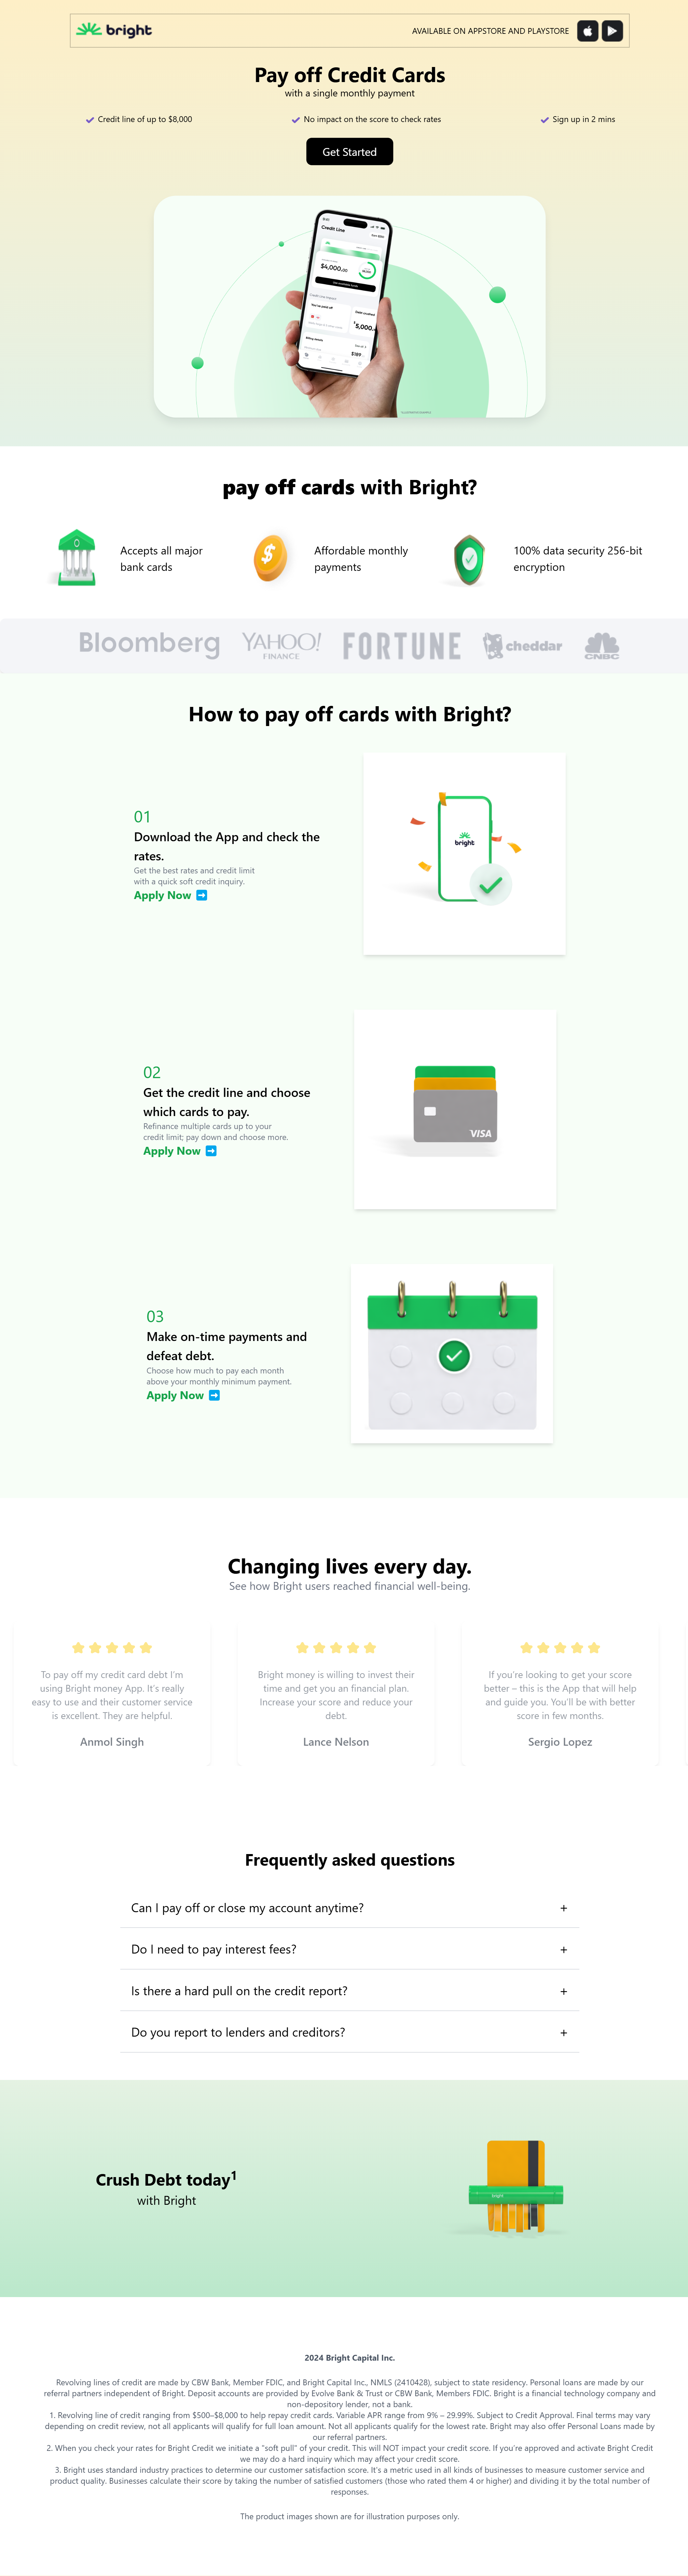 bright
AVAILABLE ON APPSTORE AND PLAYSTORE
Pay off Credit Cards
with a single monthly payment
Credit line of up to $8,000
No impact on the score to check rates
Sign up in 2 mins
Get Started
Credit Line
$4,000.00
$5,000.
pay off cards with Bright?
Accepts all major
bank cards
Affordable monthly
payments
100% data security 256-bit
encryption
Bloomberg
YAHOO!
FINANCE
FORTUNE
cheddar
CNBC
How to pay off cards with Bright?
01
Download the App and check the
rates.
Get the best rates and credit limit
with a quick soft credit inquiry.
Apply Now
bright
02
Get the credit line and choose
which cards to pay.
Refinance multiple cards up to your
credit limit; pay down and choose more.
Apply Now
VISA
03
Make on-time payments and
defeat debt.
Choose how much to pay each month
above your monthly minimum payment.
Apply Now
Changing lives every day.
See how Bright users reached financial well-being.
To pay off my credit card debt I'm
using Bright money App. It's really
easy to use and their customer service
is excellent. They are helpful.
Anmol Singh
Bright money is willing to invest their
time and get you an financial plan.
Increase your score and reduce your
debt.
Lance Nelson
If you're looking to get your score
better – this is the App that will help
and guide you. You'll be with better
score in few months.
Sergio Lopez
Frequently asked questions
Can I pay off or close my account anytime? +
Do I need to pay interest fees? +
Is there a hard pull on the credit report? +
Do you report to lenders and creditors? +
Crush Debt today1
with Bright
bright
2024 Bright Capital Inc.
Revolving lines of credit are made by CBW Bank, Member FDIC, and Bright Capital Inc., NMLS (2410428), subject to state residency. Personal loans are made by our
referral partners independent of Bright. Deposit accounts are provided by Evolve Bank & Trust or CBW Bank, Members FDIC. Bright is a financial technology company and
non-depository lender, not a bank.
1. Revolving line of credit ranging from $500–$8,000 to help repay credit cards. Variable APR range from 9% – 29.99%. Subject to Credit Approval. Final terms may vary
depending on credit review, not all applicants will qualify for full loan amount. Not all applicants qualify for the lowest rate. Bright may also offer Personal Loans made by
our referral partners.
2. When you check your rates for Bright Credit we initiate a "soft pull" of your credit. This will NOT impact your credit score. If you're approved and activate Bright Credit
we may do a hard inquiry which may affect your credit score.
3. Bright uses standard industry practices to determine our customer satisfaction score. It's a metric used in all kinds of businesses to measure customer service and
product quality. Businesses calculate their score by taking the number of satisfied customers (those who rated them 4 or higher) and dividing it by the total number of
responses.
The product images shown are for illustration purposes only.